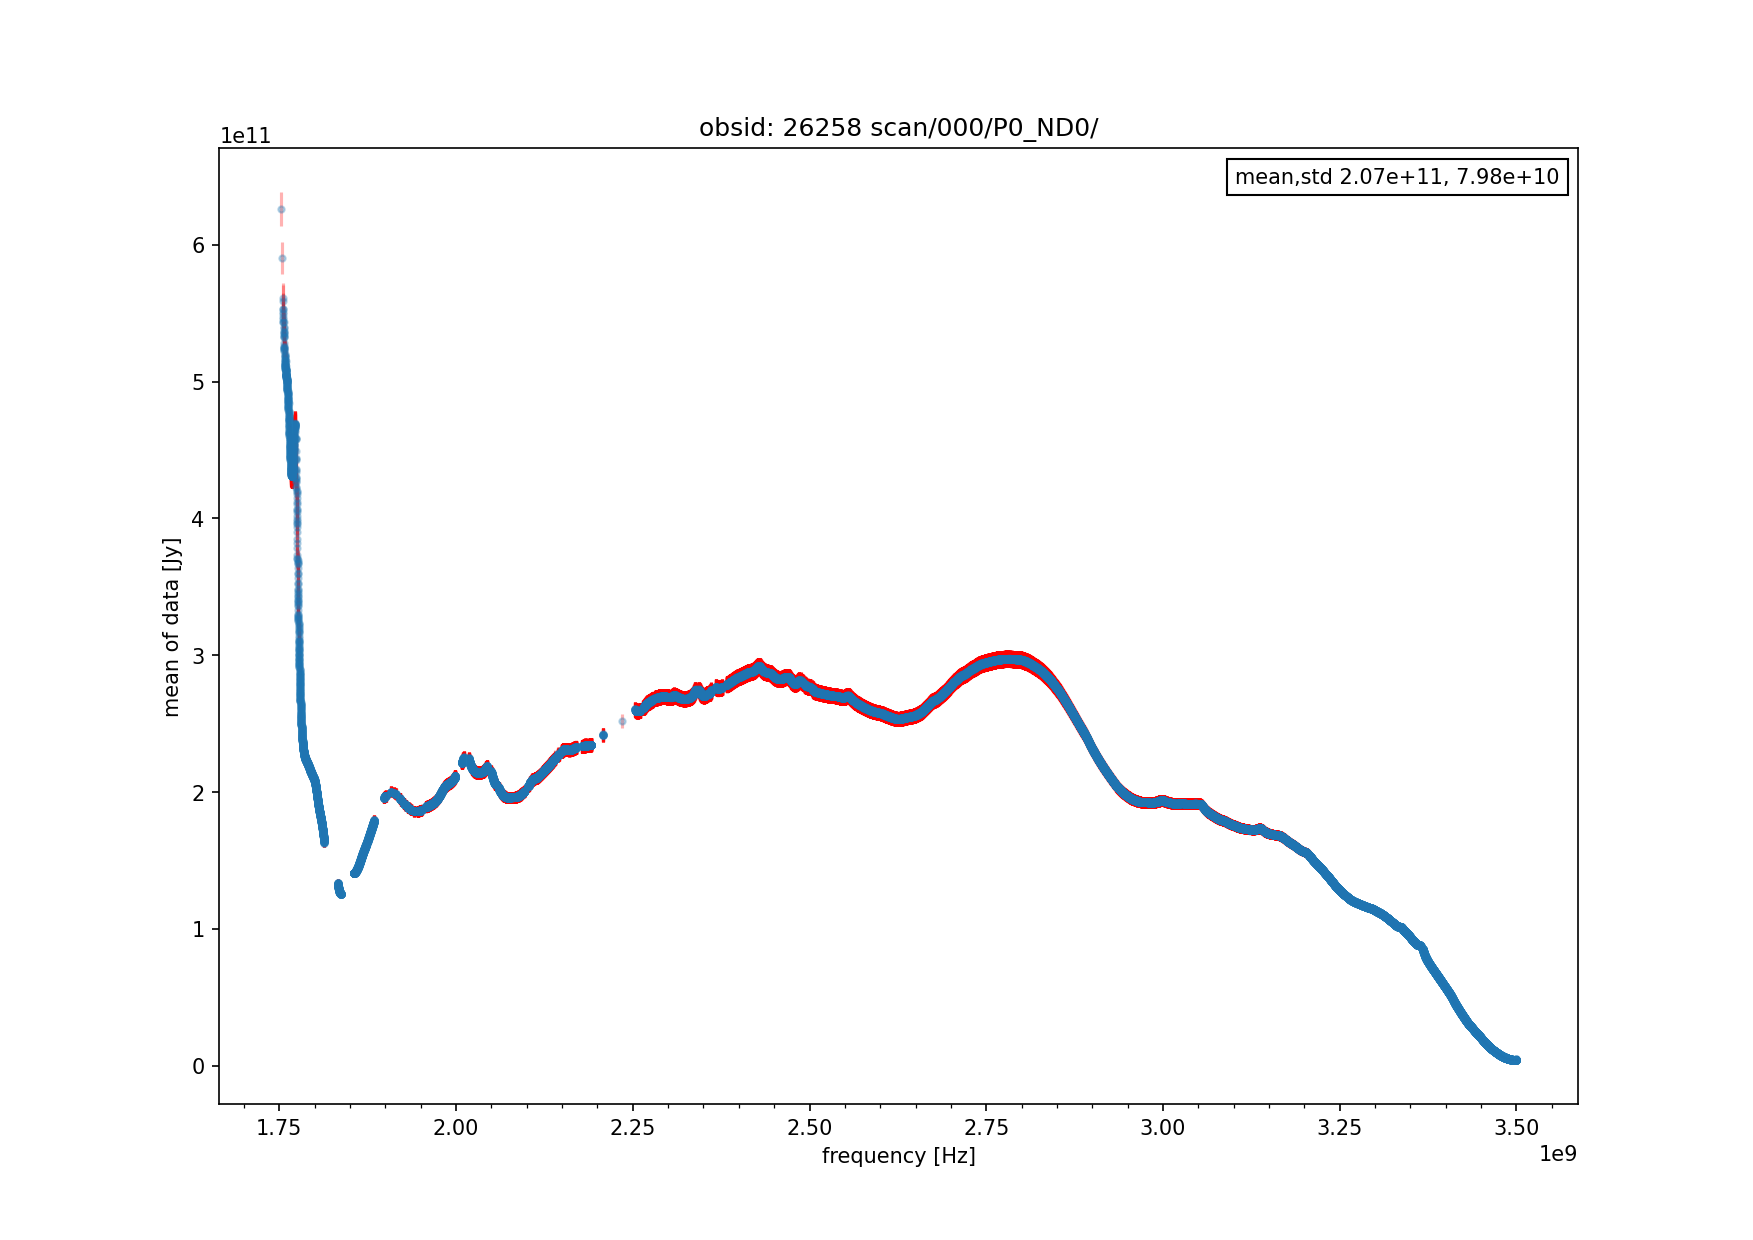 obsid: 26258 scan/000/P0_ND0/
1e11
mean,std 2.07e+11, 7.98e+10
6
5
4
3
2
1
0
mean of data [Jy]
1.75 2.00 2.25 2.50 2.75 3.00 3.25 3.50
1e9
frequency [Hz]